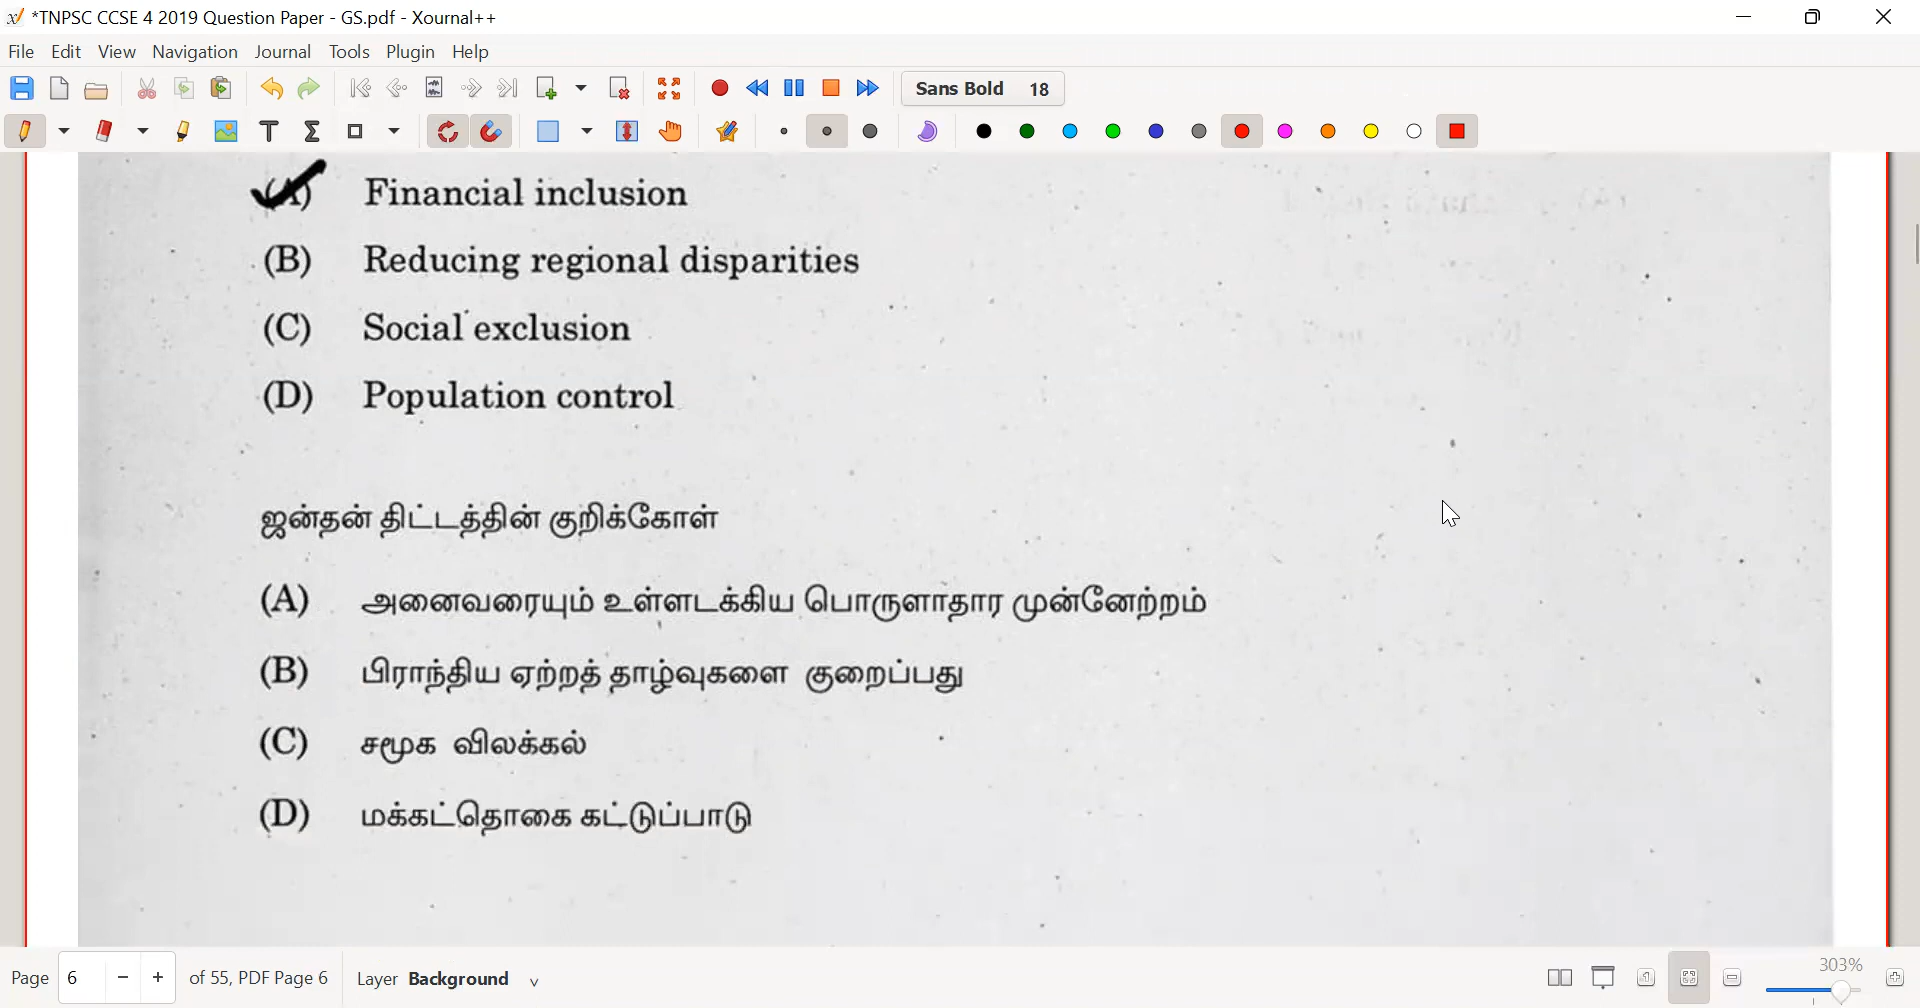 *TNPSC CCSE 4 2019 Question Paper - GS.pdf - Xournal++
File Edit View Navigation Journal Tools Plugin Help
Sans Bold 18
(A) Financial inclusion
(B) Reducing regional disparities
(C) Social exclusion
(D) Population control
ஜன்தன் திட்டத்தின் குறிக்கோள்
(A) அனைவரையும் உள்ளடக்கிய பொருளாதார முன்னேற்றம்
(B) பிராந்திய ஏற்றத் தாழ்வுகளை குறைப்பது
(C) சமூக விலக்கல்
(D) மக்கட்தொகை கட்டுப்பாடு
303%
Page 6 of 55, PDF Page 6 Layer Background